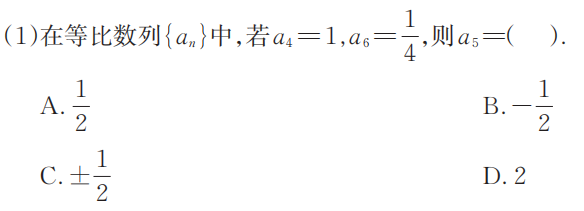 (1)在等比数列{aₙ}中,若a₄=1,a₆=1/4,则a₅=(  ).
A. 1/2 B. -1/2
C. ±1/2 D. 2